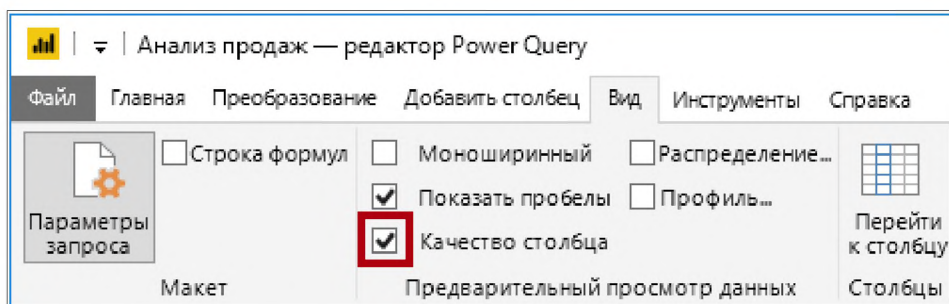 Анализ продаж — редактор Power Query
Файл Главная Преобразование Добавить столбец Вид Инструменты Справка
Параметры запроса
Строка формул
Макет
Моноширинный
Показать пробелы
Качество столбца
Распределение...
Профиль...
Предварительный просмотр данных
Перейти
к столбцу
Столбцы